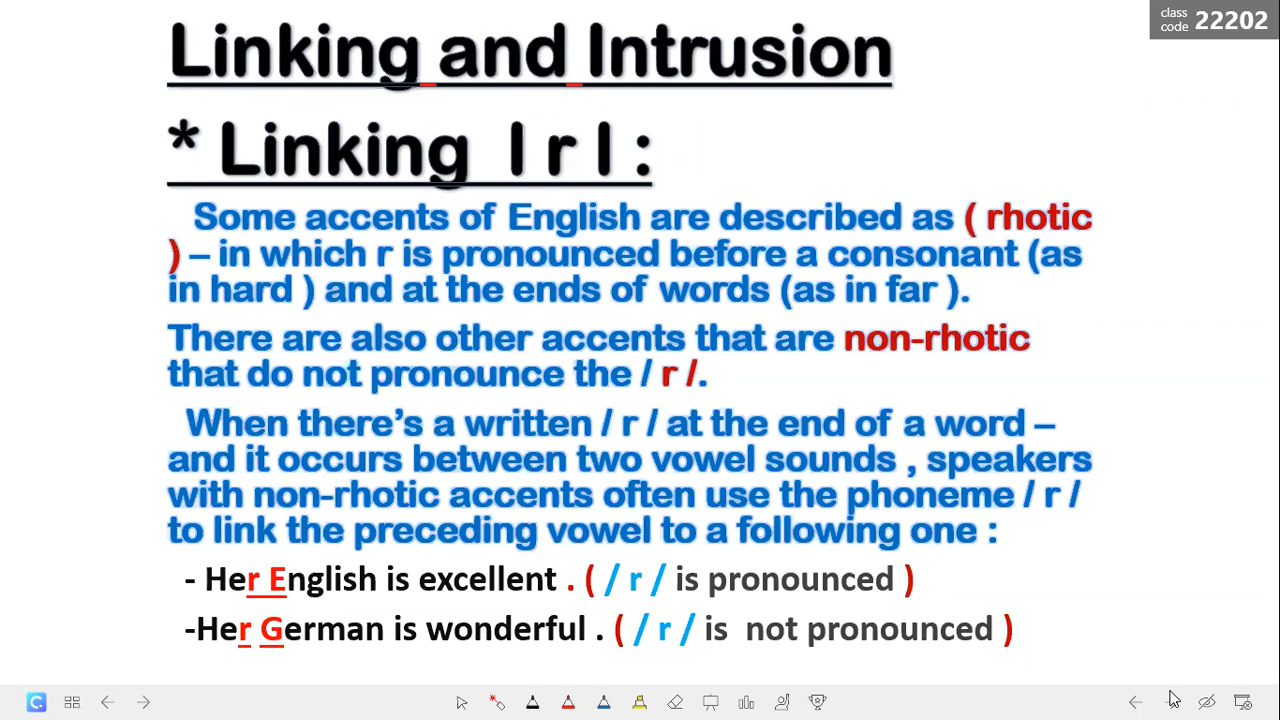 class
code 22202
Linking and Intrusion
* Linking l r l :
Some accents of English are described as ( rhotic
) – in which r is pronounced before a consonant (as
in hard ) and at the ends of words (as in far ).
There are also other accents that are non-rhotic
that do not pronounce the / r /.
When there’s a written / r / at the end of a word –
and it occurs between two vowel sounds , speakers
with non-rhotic accents often use the phoneme / r /
to link the preceding vowel to a following one :
- Her English is excellent . ( / r / is pronounced )
-Her German is wonderful . ( / r / is not pronounced )